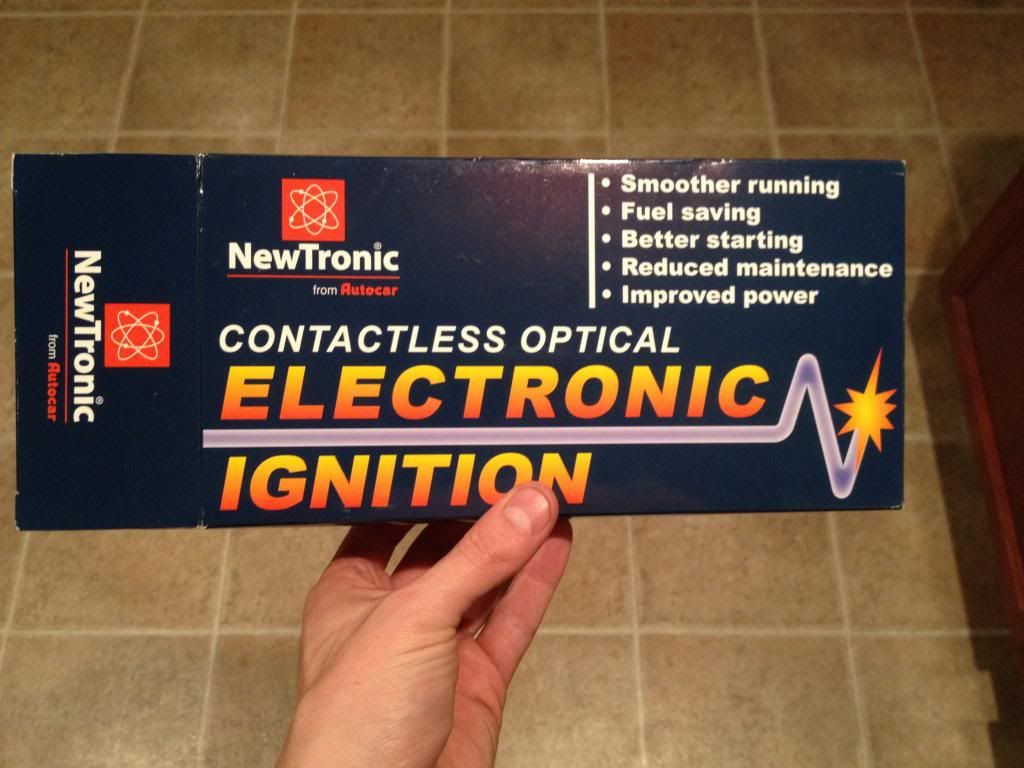 NewTronic®
from Autocar
NewTronic®
from Autocar
• Smoother running
• Fuel saving
• Better starting
• Reduced maintenance
• Improved power
CONTACTLESS OPTICAL
ELECTRONIC
IGNITION